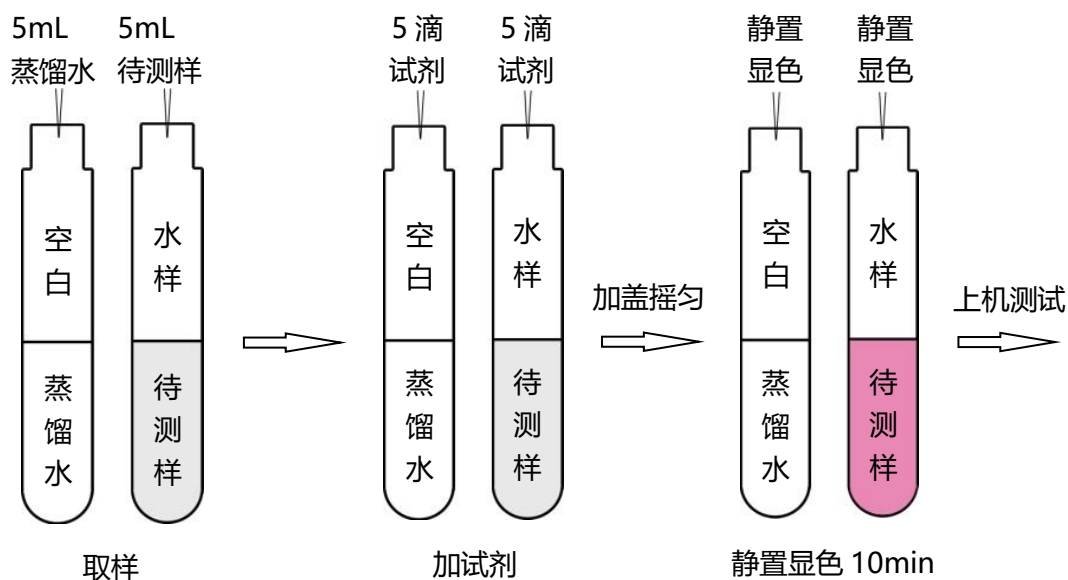 5mL
蒸馏水
5mL
待测样
空白
蒸馏水
水样
待测样
取样
5 滴
试剂
5 滴
试剂
空白
蒸馏水
水样
待测样
加试剂
加盖摇匀
静置
显色
静置
显色
空白
蒸馏水
水样
待测样
静置显色 10min
上机测试